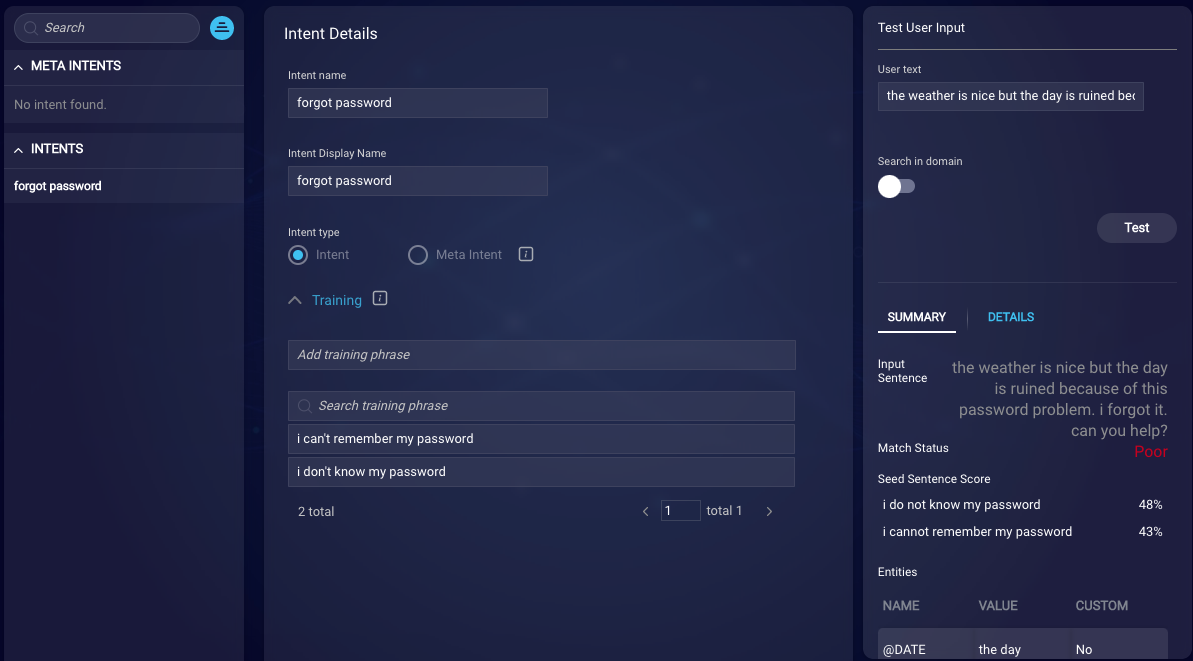 Search
META INTENTS
No intent found.
INTENTS
forgot password
Intent Details
Intent name
forgot password
Intent Display Name
forgot password
Intent type
Intent
Meta Intent
i
Training
i
Add training phrase
Search training phrase
i can't remember my password
i don't know my password
2 total
1
total 1
Test User Input
User text
the weather is nice but the day is ruined bec
Search in domain
Test
SUMMARY
DETAILS
Input
Sentence
the weather is nice but the day
is ruined because of this
password problem. i forgot it.
can you help?
Match Status
Poor
Seed Sentence Score
i do not know my password 48%
i cannot remember my password 43%
Entities
NAME VALUE CUSTOM
@DATE the day No